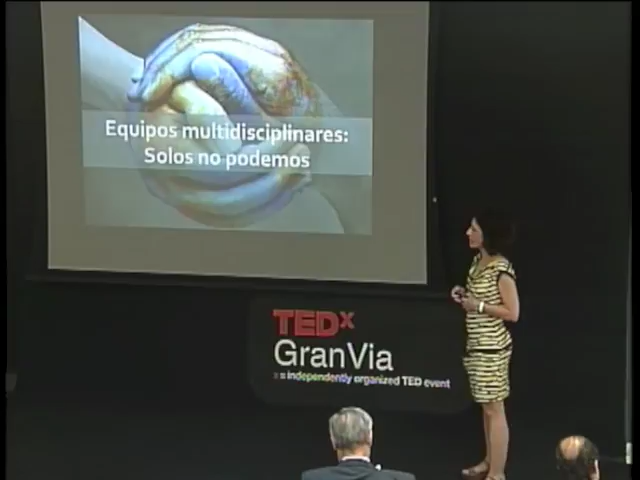 Equipos multidisciplinares:
Solos no podemos
TEDx
GranVia
independently organized TED event